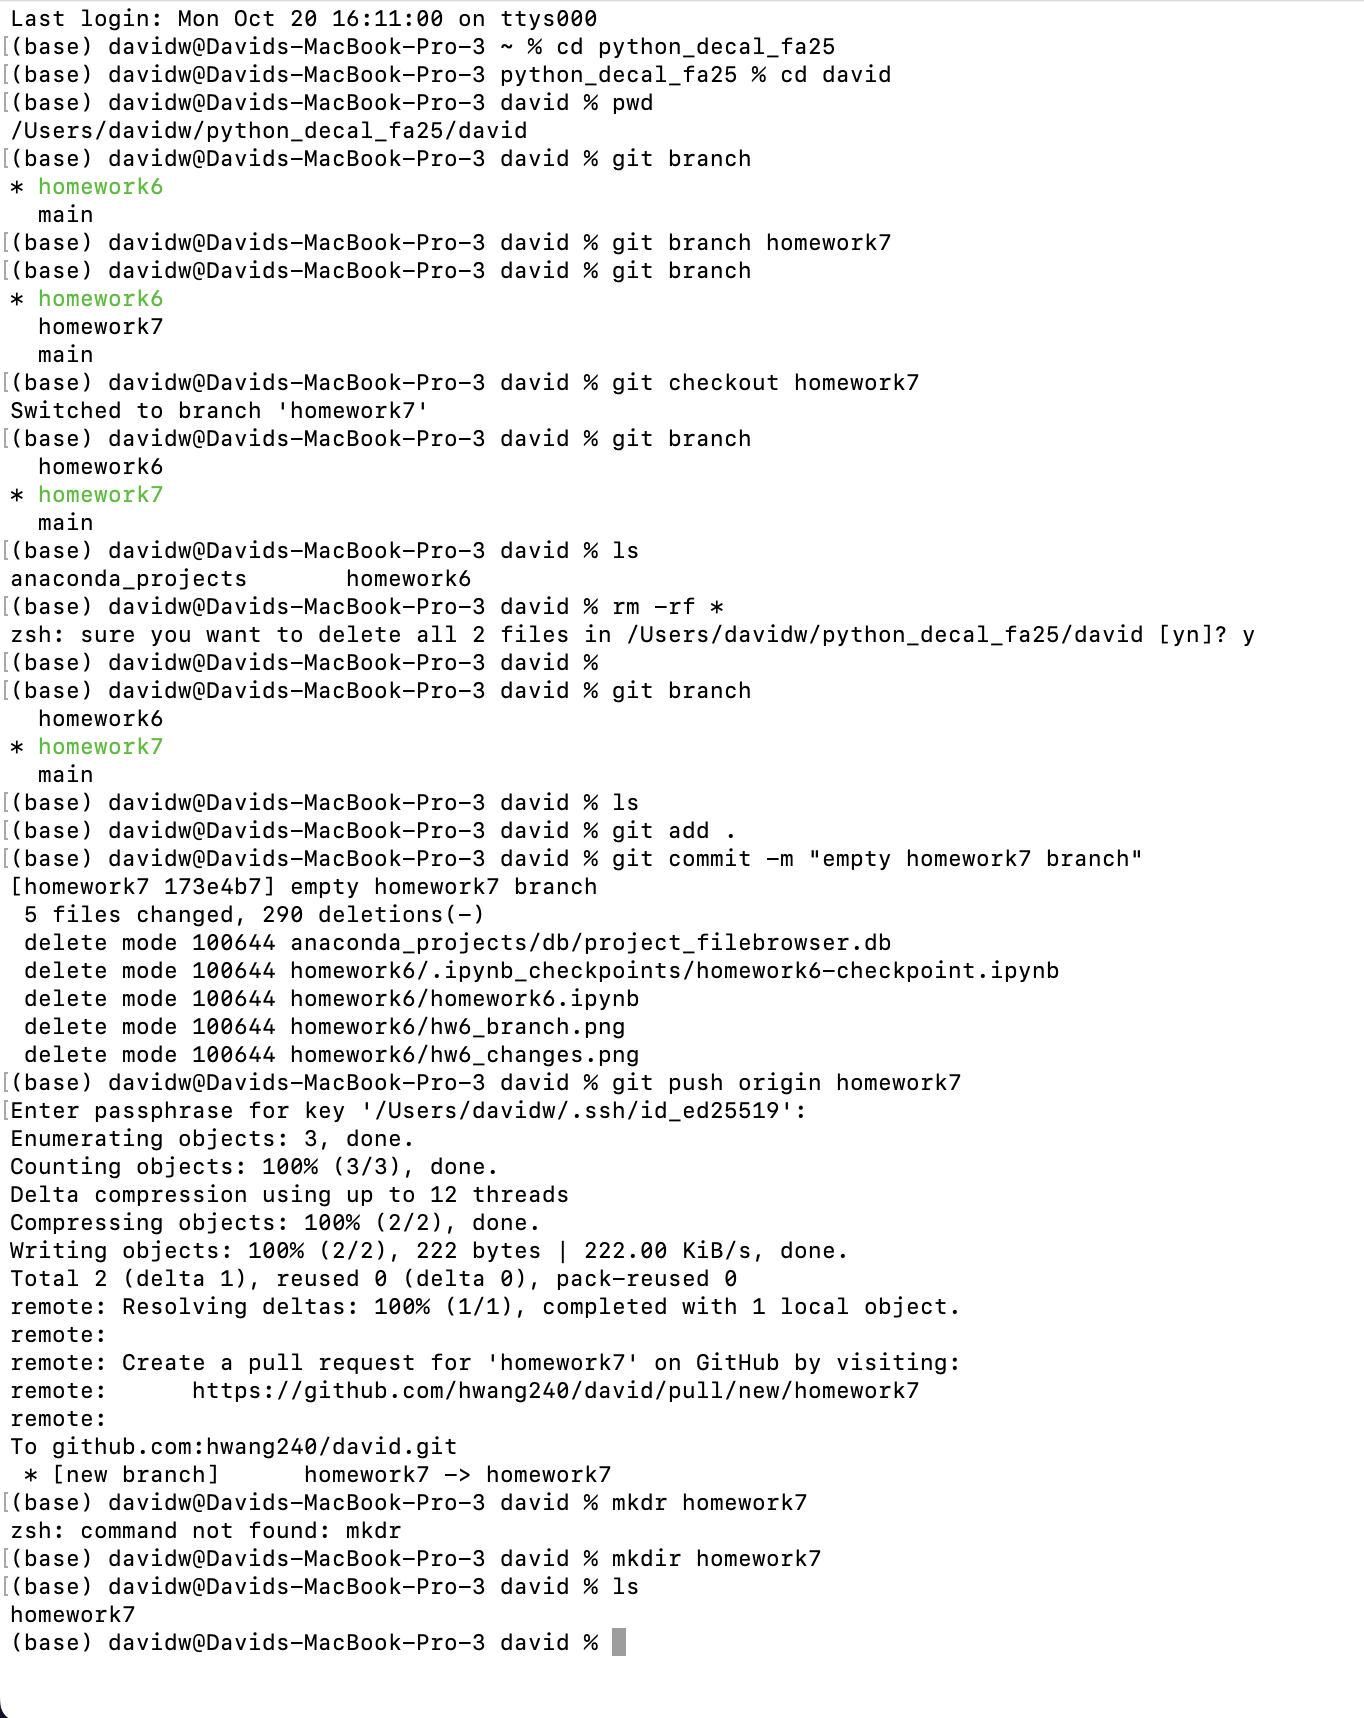 Last login: Mon Oct 20 16:11:00 on ttys000
[(base) davidw@Davids-MacBook-Pro-3 ~ % cd python_decal_fa25
[(base) davidw@Davids-MacBook-Pro-3 python_decal_fa25 % cd david
[(base) davidw@Davids-MacBook-Pro-3 david % pwd
/Users/davidw/python_decal_fa25/david
[(base) davidw@Davids-MacBook-Pro-3 david % git branch
* homework6
  main
[(base) davidw@Davids-MacBook-Pro-3 david % git branch homework7
[(base) davidw@Davids-MacBook-Pro-3 david % git branch
* homework6
  homework7
  main
[(base) davidw@Davids-MacBook-Pro-3 david % git checkout homework7
Switched to branch 'homework7'
[(base) davidw@Davids-MacBook-Pro-3 david % git branch
  homework6
* homework7
  main
[(base) davidw@Davids-MacBook-Pro-3 david % ls
anaconda_projects       homework6
[(base) davidw@Davids-MacBook-Pro-3 david % rm -rf *
zsh: sure you want to delete all 2 files in /Users/davidw/python_decal_fa25/david [yn]? y
[(base) davidw@Davids-MacBook-Pro-3 david %
[(base) davidw@Davids-MacBook-Pro-3 david % git branch
  homework6
* homework7
  main
[(base) davidw@Davids-MacBook-Pro-3 david % ls
[(base) davidw@Davids-MacBook-Pro-3 david % git add .
[(base) davidw@Davids-MacBook-Pro-3 david % git commit -m "empty homework7 branch"
[homework7 173e4b7] empty homework7 branch
 5 files changed, 290 deletions(-)
 delete mode 100644 anaconda_projects/db/project_filebrowser.db
 delete mode 100644 homework6/.ipynb_checkpoints/homework6-checkpoint.ipynb
 delete mode 100644 homework6/homework6.ipynb
 delete mode 100644 homework6/hw6_branch.png
 delete mode 100644 homework6/hw6_changes.png
[(base) davidw@Davids-MacBook-Pro-3 david % git push origin homework7
[Enter passphrase for key '/Users/davidw/.ssh/id_ed25519':
Enumerating objects: 3, done.
Counting objects: 100% (3/3), done.
Delta compression using up to 12 threads
Compressing objects: 100% (2/2), done.
Writing objects: 100% (2/2), 222 bytes | 222.00 KiB/s, done.
Total 2 (delta 1), reused 0 (delta 0), pack-reused 0
remote: Resolving deltas: 100% (1/1), completed with 1 local object.
remote:
remote: Create a pull request for 'homework7' on GitHub by visiting:
remote:      https://github.com/hwang240/david/pull/new/homework7
remote:
To github.com:hwang240/david.git
 * [new branch]      homework7 -> homework7
[(base) davidw@Davids-MacBook-Pro-3 david % mkdr homework7
zsh: command not found: mkdr
[(base) davidw@Davids-MacBook-Pro-3 david % mkdir homework7
[(base) davidw@Davids-MacBook-Pro-3 david % ls
homework7
(base) davidw@Davids-MacBook-Pro-3 david %